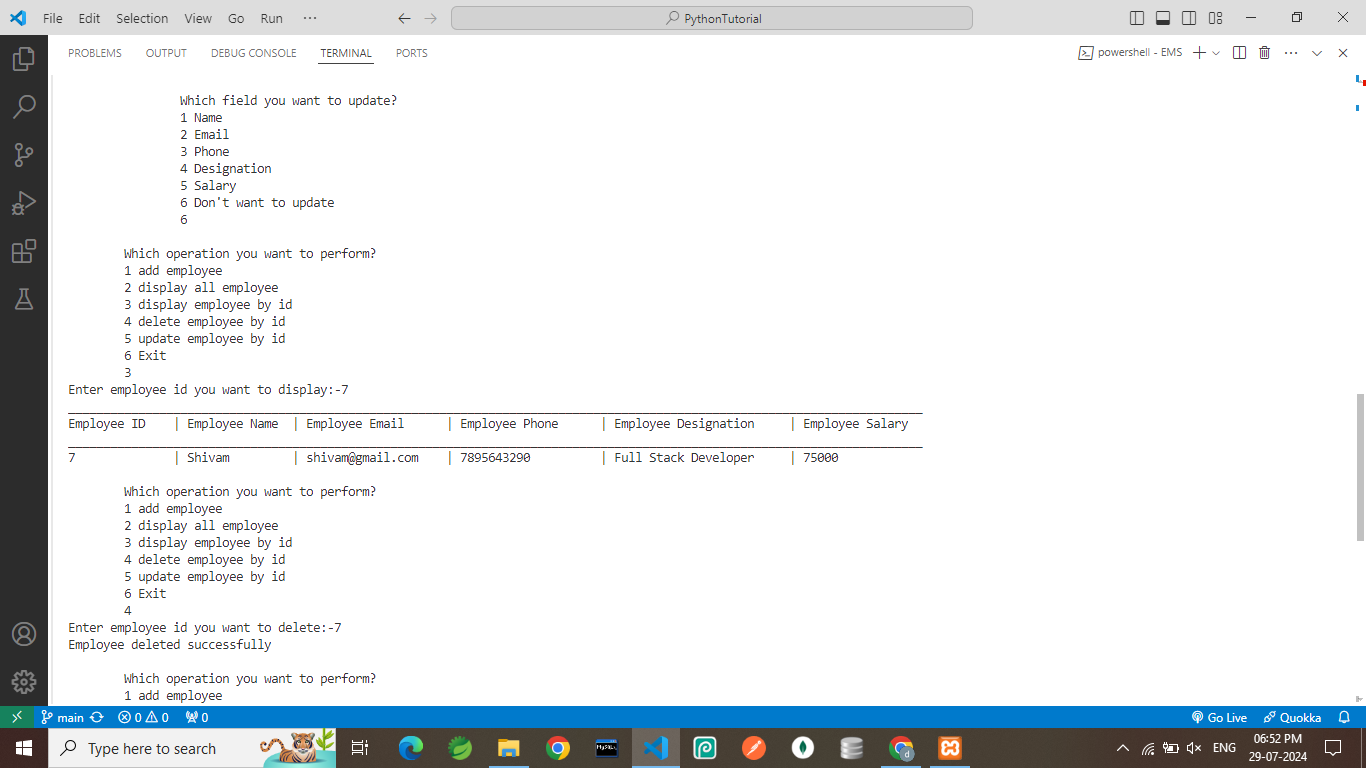 File Edit Selection View Go Run ··· PythonTutorial
PROBLEMS OUTPUT DEBUG CONSOLE TERMINAL PORTS powershell - EMS
Which field you want to update?
1 Name
2 Email
3 Phone
4 Designation
5 Salary
6 Don't want to update
6
Which operation you want to perform?
1 add employee
2 display all employee
3 display employee by id
4 delete employee by id
5 update employee by id
6 Exit
3
Enter employee id you want to display:-7
Employee ID | Employee Name | Employee Email | Employee Phone | Employee Designation | Employee Salary
7 | Shivam | shivam@gmail.com | 7895643290 | Full Stack Developer | 75000
Which operation you want to perform?
1 add employee
2 display all employee
3 display employee by id
4 delete employee by id
5 update employee by id
6 Exit
4
Enter employee id you want to delete:-7
Employee deleted successfully
Which operation you want to perform?
1 add employee
main 0 0 0 Go Live Quokka
Type here to search MySQL d ENG 06:52 PM
29-07-2024